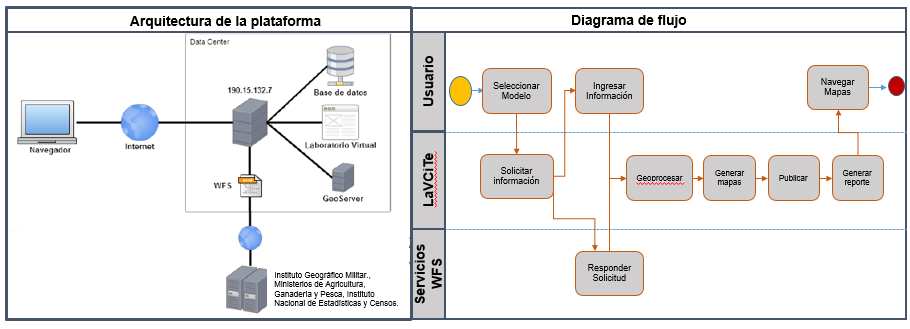 Arquitectura de la plataforma
Data Center
190.15.132.7
Base de datos
Laboratorio Virtual
GeoServer
Navegador
Internet
WFS
Instituto Geográfico Militar.,
Ministerios de Agricultura,
Ganadería y Pesca, Instituto
Nacional de Estadísticas y Censos.
Diagrama de flujo
Usuario
Seleccionar
Modelo
Ingresar
Información
Navegar
Mapas
LaVCiTe
Solicitar
información
Geoprocesar
Generar
mapas
Publicar
Generar
reporte
Servicios
WFS
Responder
Solicitud